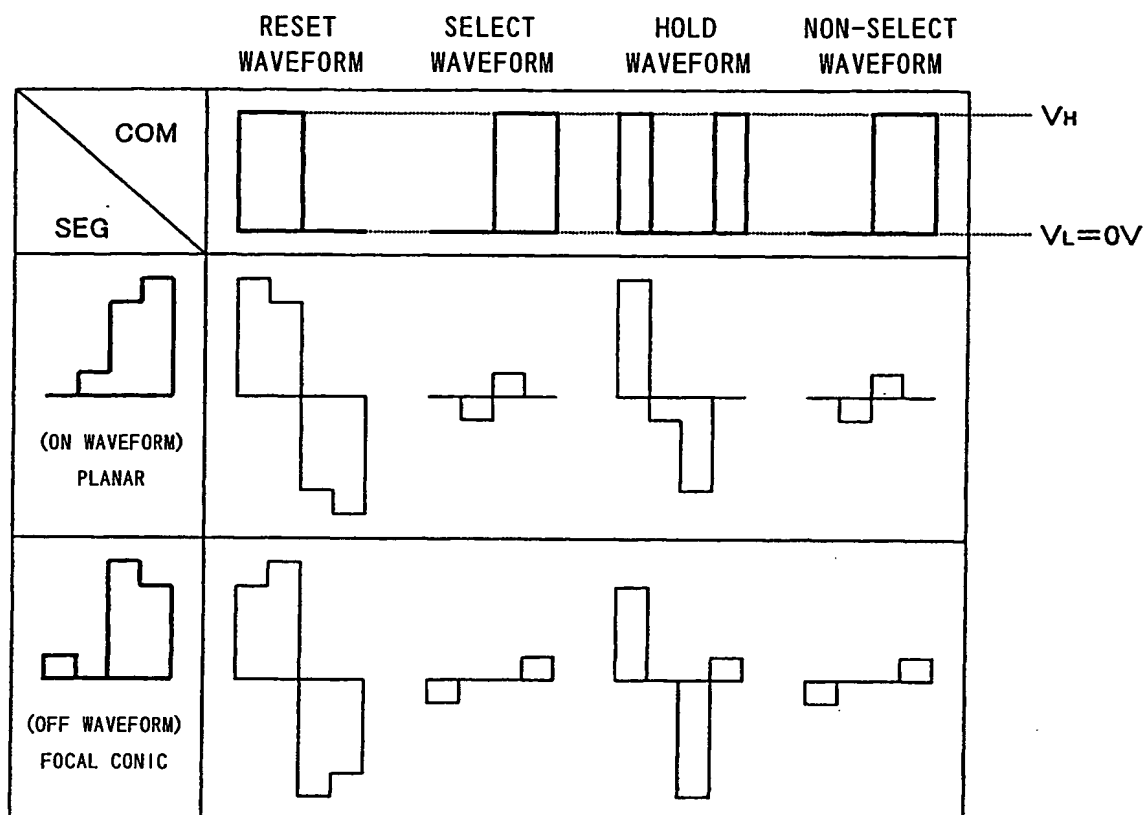 RESET WAVEFORM
SELECT WAVEFORM
HOLD WAVEFORM
NON-SELECT WAVEFORM
COM
SEG
VH
VL=0V
(ON WAVEFORM)
PLANAR
(OFF WAVEFORM)
FOCAL CONIC